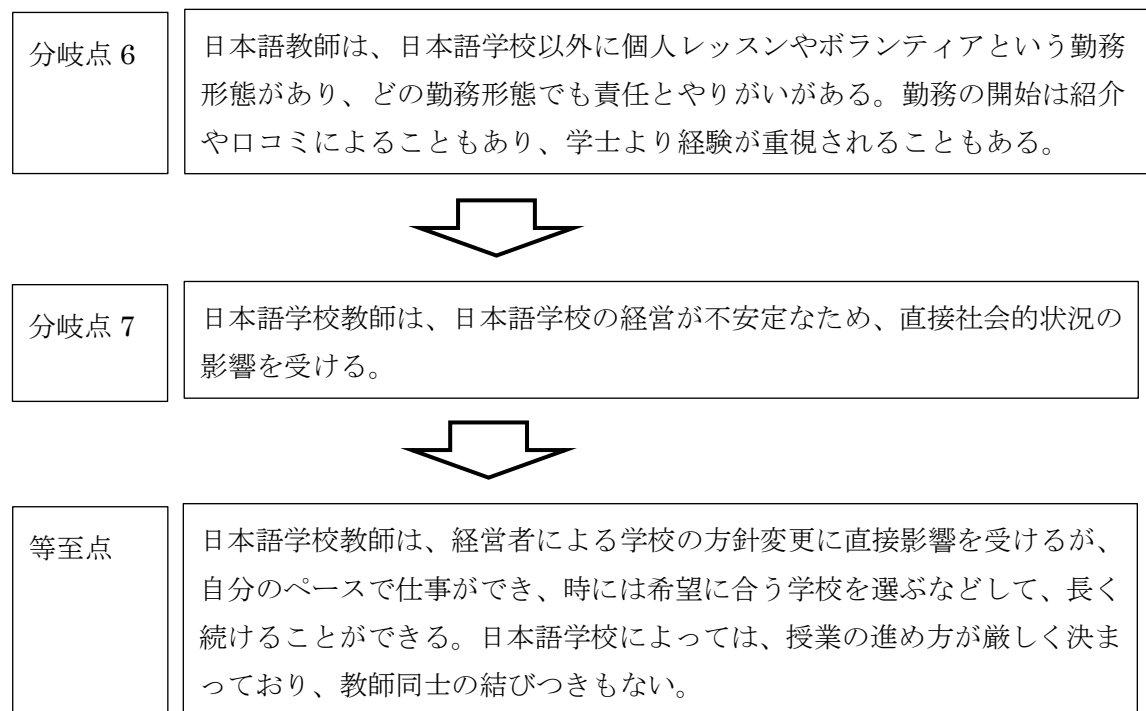 分岐点 6
日本語教師は、日本語学校以外に個人レッスンやボランティアという勤務
形態があり、どの勤務形態でも責任とやりがいがある。勤務の開始は紹介
や口コミによることもあり、学士より経験が重視されることもある。
分岐点 7
日本語学校教師は、日本語学校の経営が不安定なため、直接社会的状況の
影響を受ける。
等至点
日本語学校教師は、経営者による学校の方針変更に直接影響を受けるが、
自分のペースで仕事ができ、時には希望に合う学校を選ぶなどして、長く
続けることができる。日本語学校によっては、授業の進め方が厳しく決ま
っており、教師同士の結びつきもない。